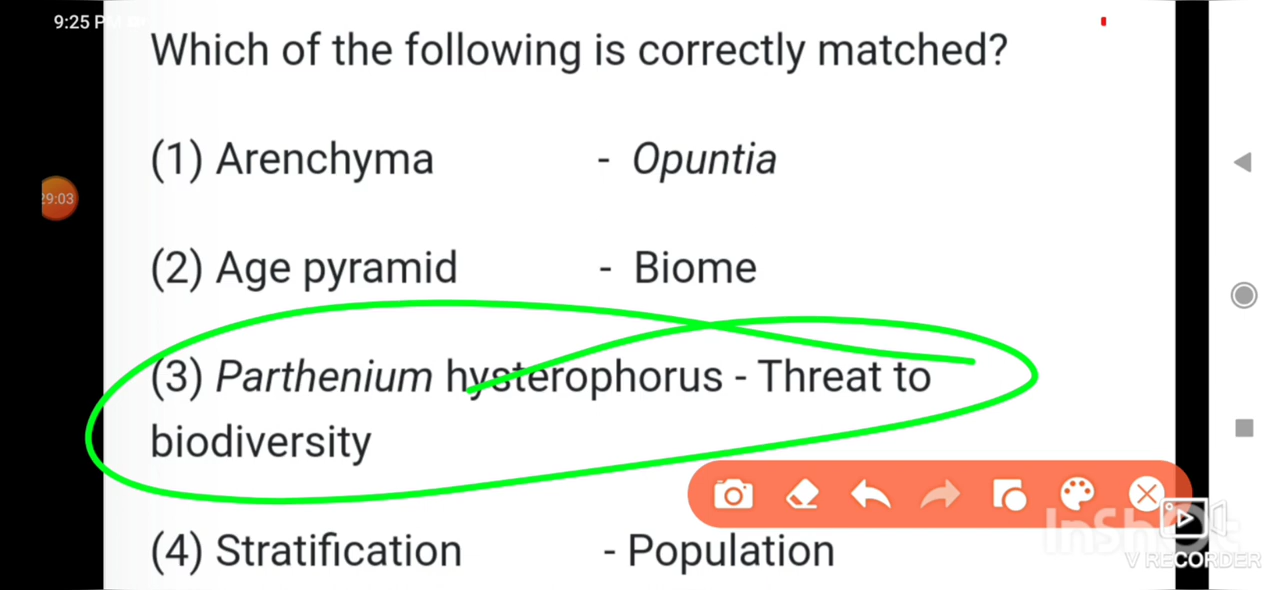 9:25 PM
Which of the following is correctly matched?
29:03
(1) Arenchyma - Opuntia
(2) Age pyramid - Biome
(3) Parthenium hysterophorus - Threat to
biodiversity
(4) Stratification - Population
InShot
V RECORDER